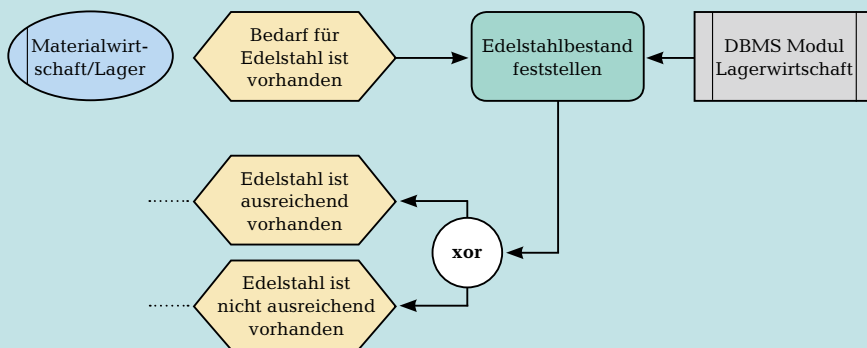 Materialwirt-
schaft/Lager
Bedarf für
Edelstahl ist
vorhanden
Edelstahlbestand
feststellen
DBMS Modul
Lagerwirtschaft
Edelstahl ist
ausreichend
vorhanden
xor
Edelstahl ist
nicht ausreichend
vorhanden